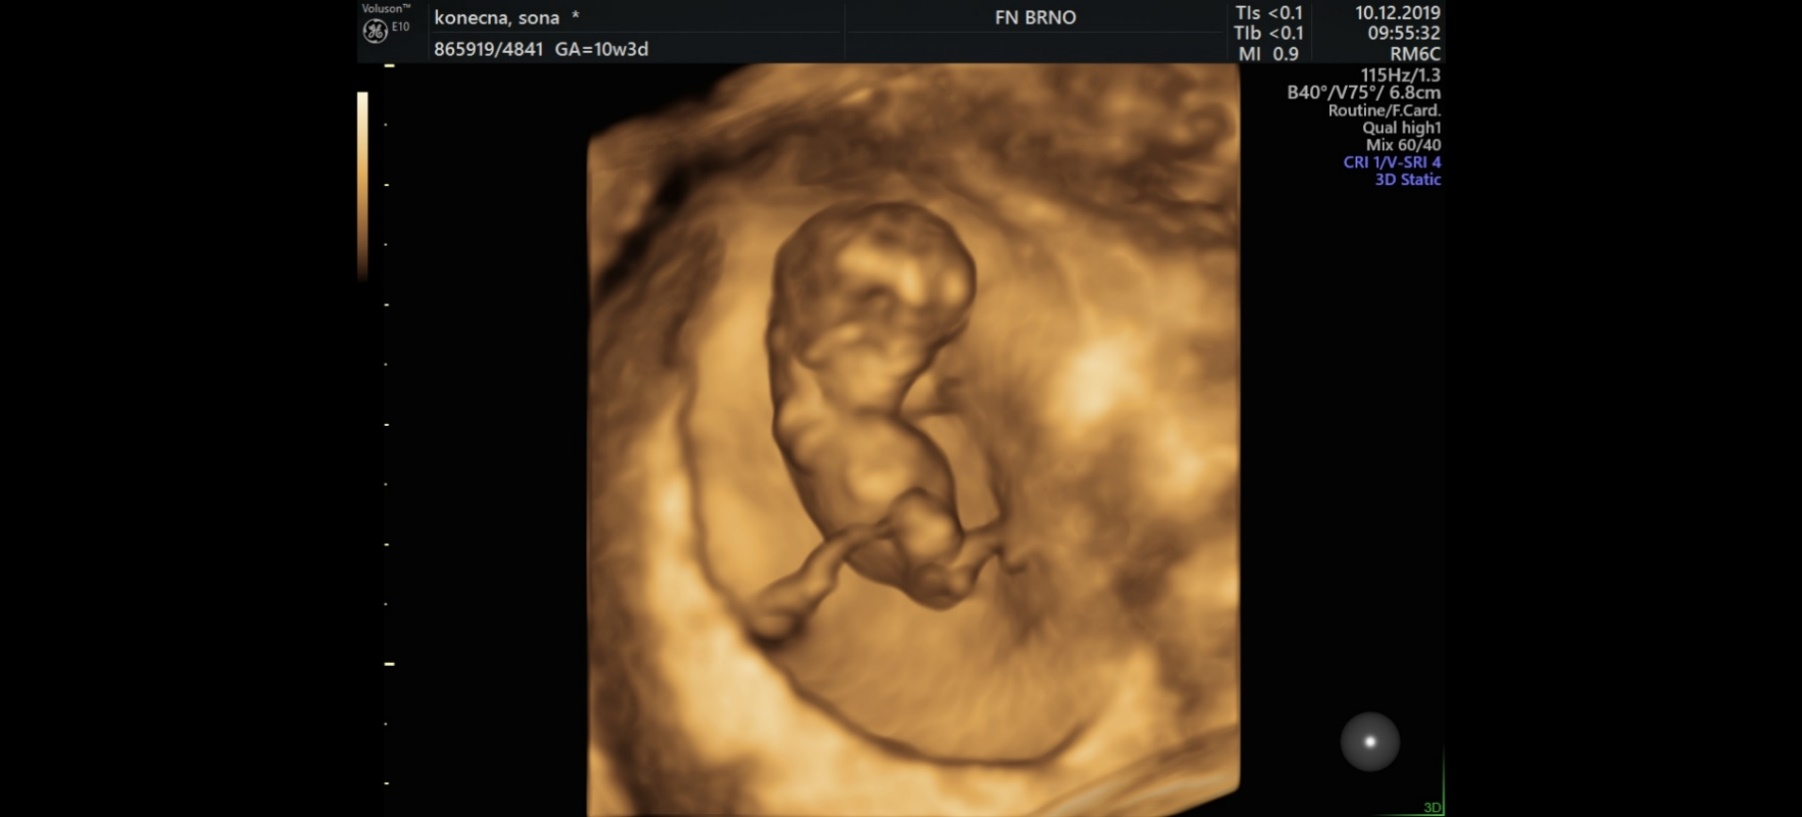 Voluson™
E10
konecna, sona *
865919/4841 GA=10w3d
FN BRNO
TIs <0.1
TIb <0.1
MI 0.9
10.12.2019
09:55:32
RM6C
115Hz/1.3
B40°/V75°/ 6.8cm
Routine/F.Card.
Qual high1
Mix 60/40
CRI 1/V-SRI 4
3D Static
3D